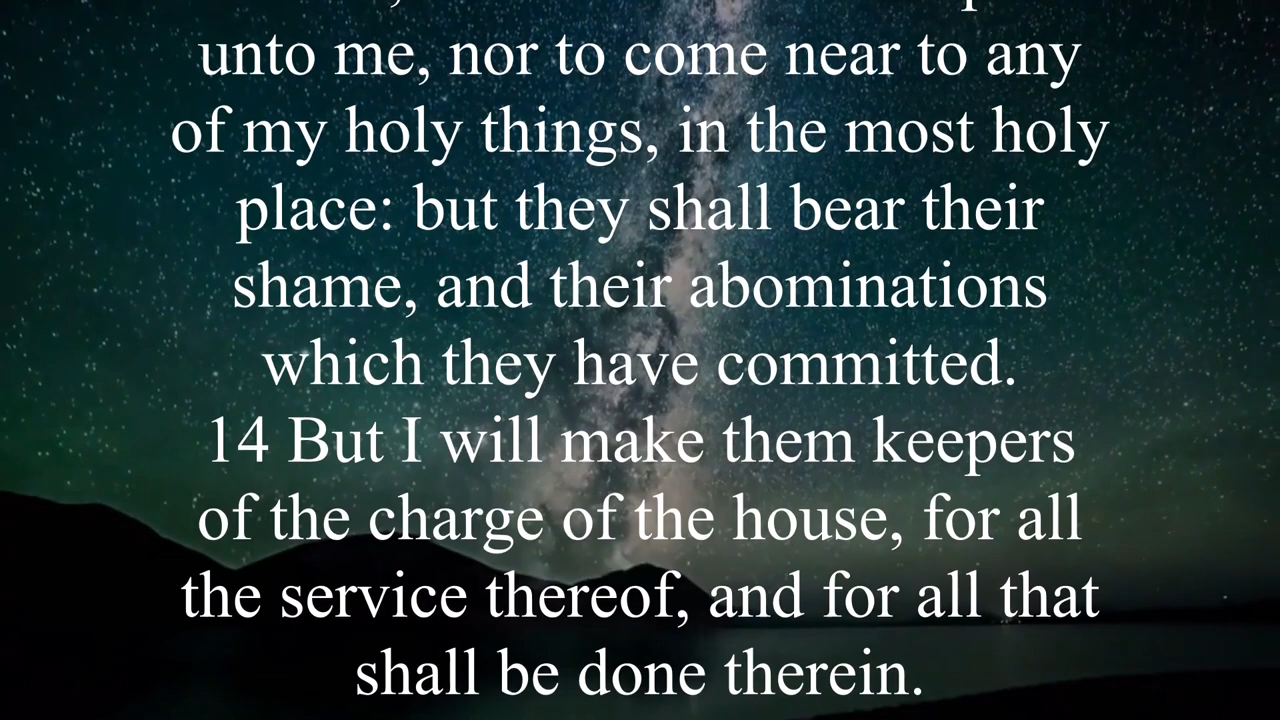 unto me, nor to come near to any
of my holy things, in the most holy
place: but they shall bear their
shame, and their abominations
which they have committed.
14 But I will make them keepers
of the charge of the house, for all
the service thereof, and for all that
shall be done therein.